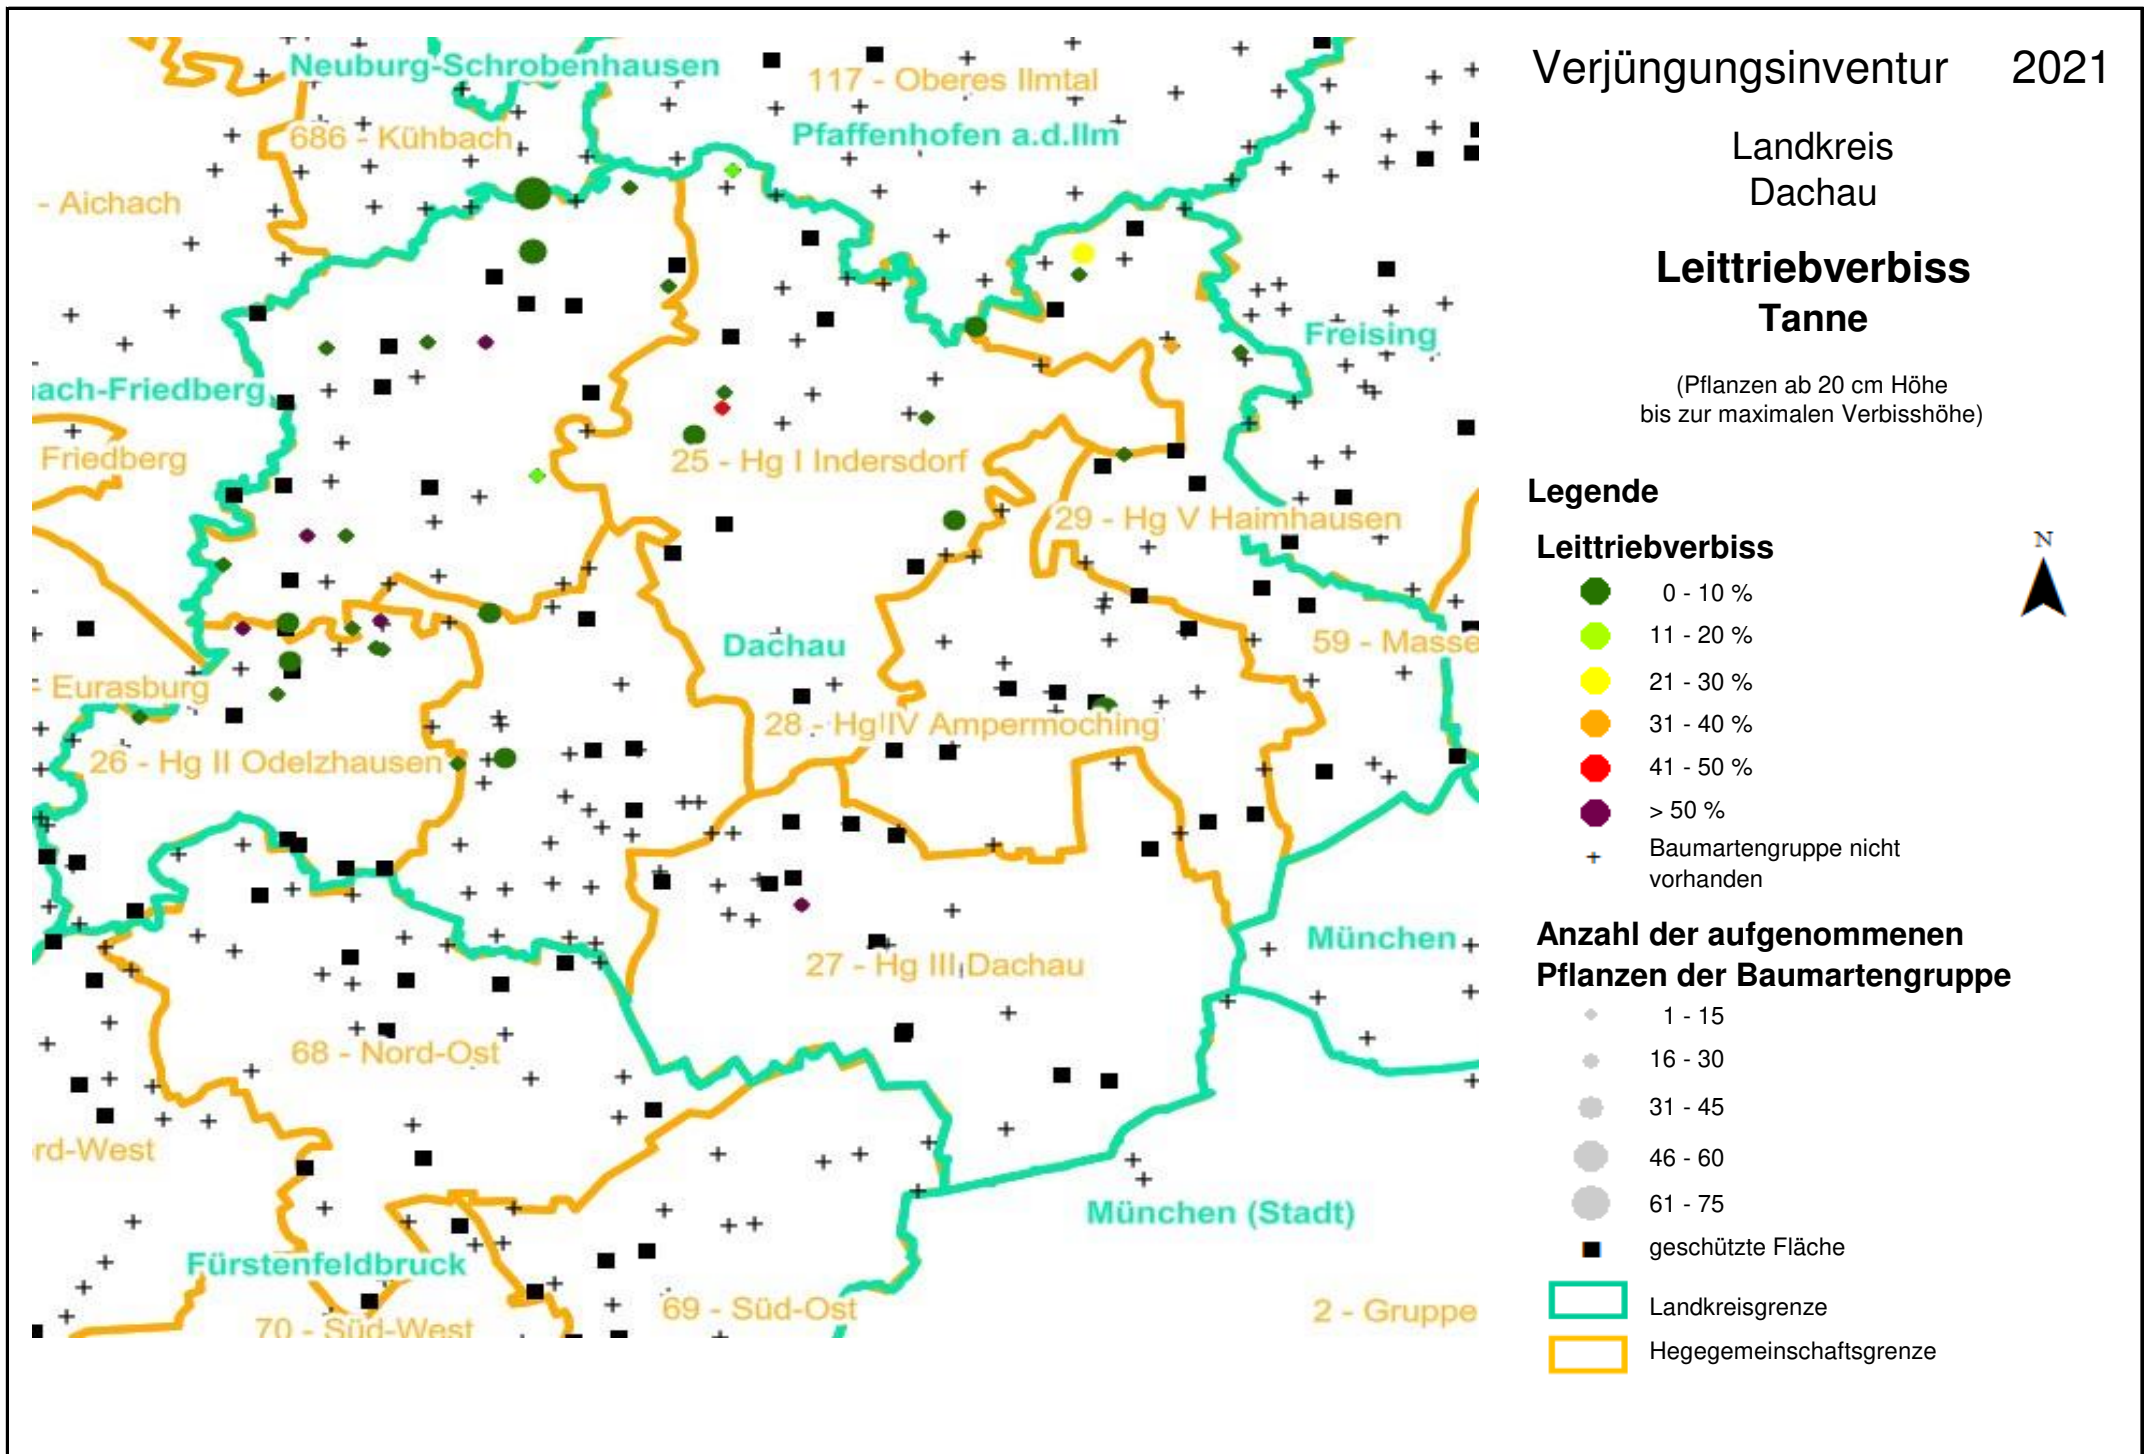 Verjüngungsinventur 2021
Landkreis
Dachau
Leittriebverbiss
Tanne
(Pflanzen ab 20 cm Höhe
bis zur maximalen Verbisshöhe)
Legende
Leittriebverbiss
0 - 10 %
11 - 20 %
21 - 30 %
31 - 40 %
41 - 50 %
> 50 %
Baumartengruppe nicht
vorhanden
Anzahl der aufgenommenen
Pflanzen der Baumartengruppe
1 - 15
16 - 30
31 - 45
46 - 60
61 - 75
geschützte Fläche
Landkreisgrenze
Hegegemeinschaftsgrenze
N
Neuburg-Schrobenhausen
117 - Oberes Ilmtal
686 - Kühbach
Pfaffenhofen a.d.Ilm
- Aichach
Freising
ach-Friedberg
Friedberg
25 - Hg I Indersdorf
29 - Hg V Haimhausen
Dachau
59 - Masse
- Eurasburg
28 - Hg IV Ampermoching
26 - Hg II Odelzhausen
München
27 - Hg III Dachau
68 - Nord-Ost
rd-West
München (Stadt)
Fürstenfeldbruck
69 - Süd-Ost
2 - Gruppe
70 - Süd-West